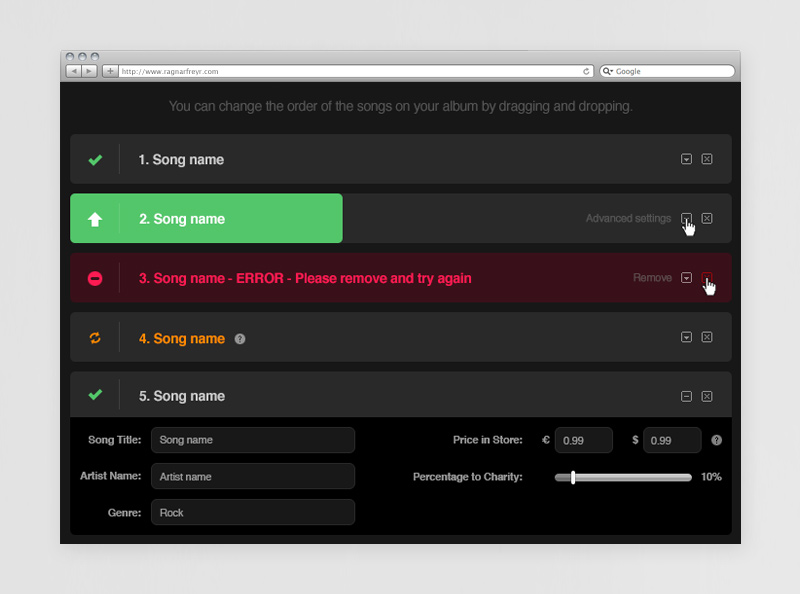 http://www.ragnarfreyr.com
Google
You can change the order of the songs on your album by dragging and dropping.
1. Song name
2. Song name
Advanced settings
3. Song name - ERROR - Please remove and try again
Remove
4. Song name ?
5. Song name
Song Title: Song name
Price in Store: € 0.99 $ 0.99 ?
Artist Name: Artist name
Percentage to Charity: 10%
Genre: Rock